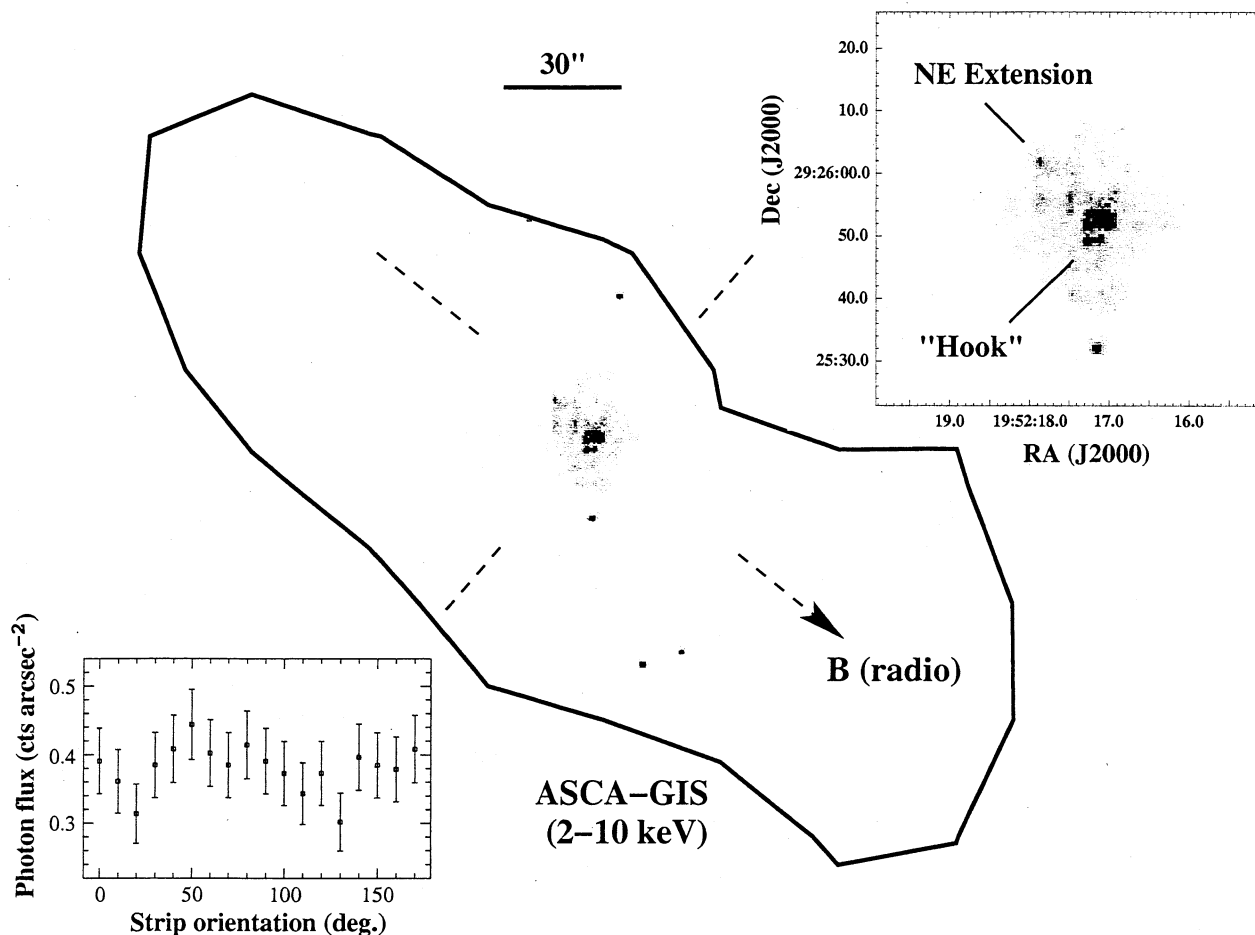 30"
NE Extension
"Hook"
Dec (J2000)
20.0
10.0
29:26:00.0
50.0
40.0
25:30.0
19.0 19:52:18.0 17.0 16.0
RA (J2000)
B (radio)
ASCA−GIS
(2−10 keV)
Photon flux (cts arcsec−2)
0.5
0.4
0.3
0 50 100 150
Strip orientation (deg.)